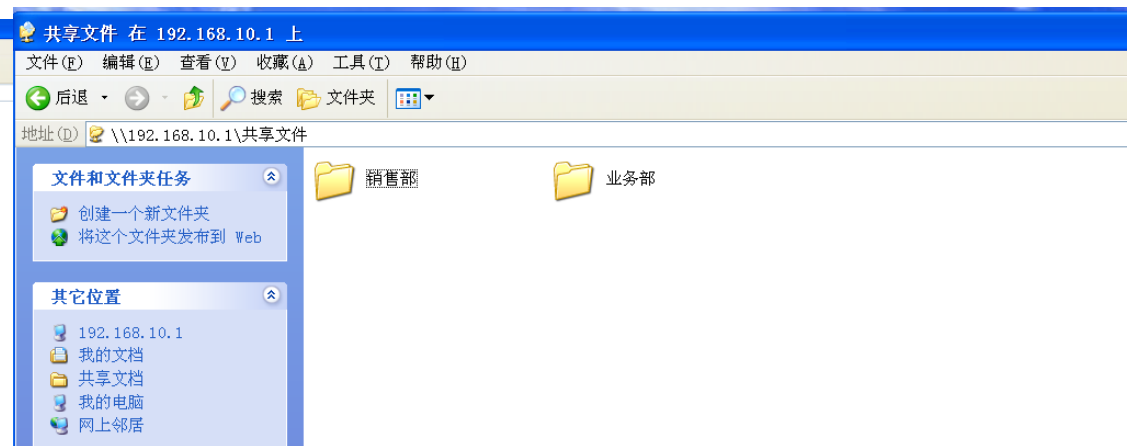 共享文件 在 192.168.10.1 上
文件(F) 编辑(E) 查看(V) 收藏(A) 工具(T) 帮助(H)
后退 搜索 文件夹
地址(D) \\192.168.10.1\共享文件
文件和文件夹任务
创建一个新文件夹
将这个文件夹发布到 Web
其它位置
192.168.10.1
我的文档
共享文档
我的电脑
网上邻居
销售部 业务部